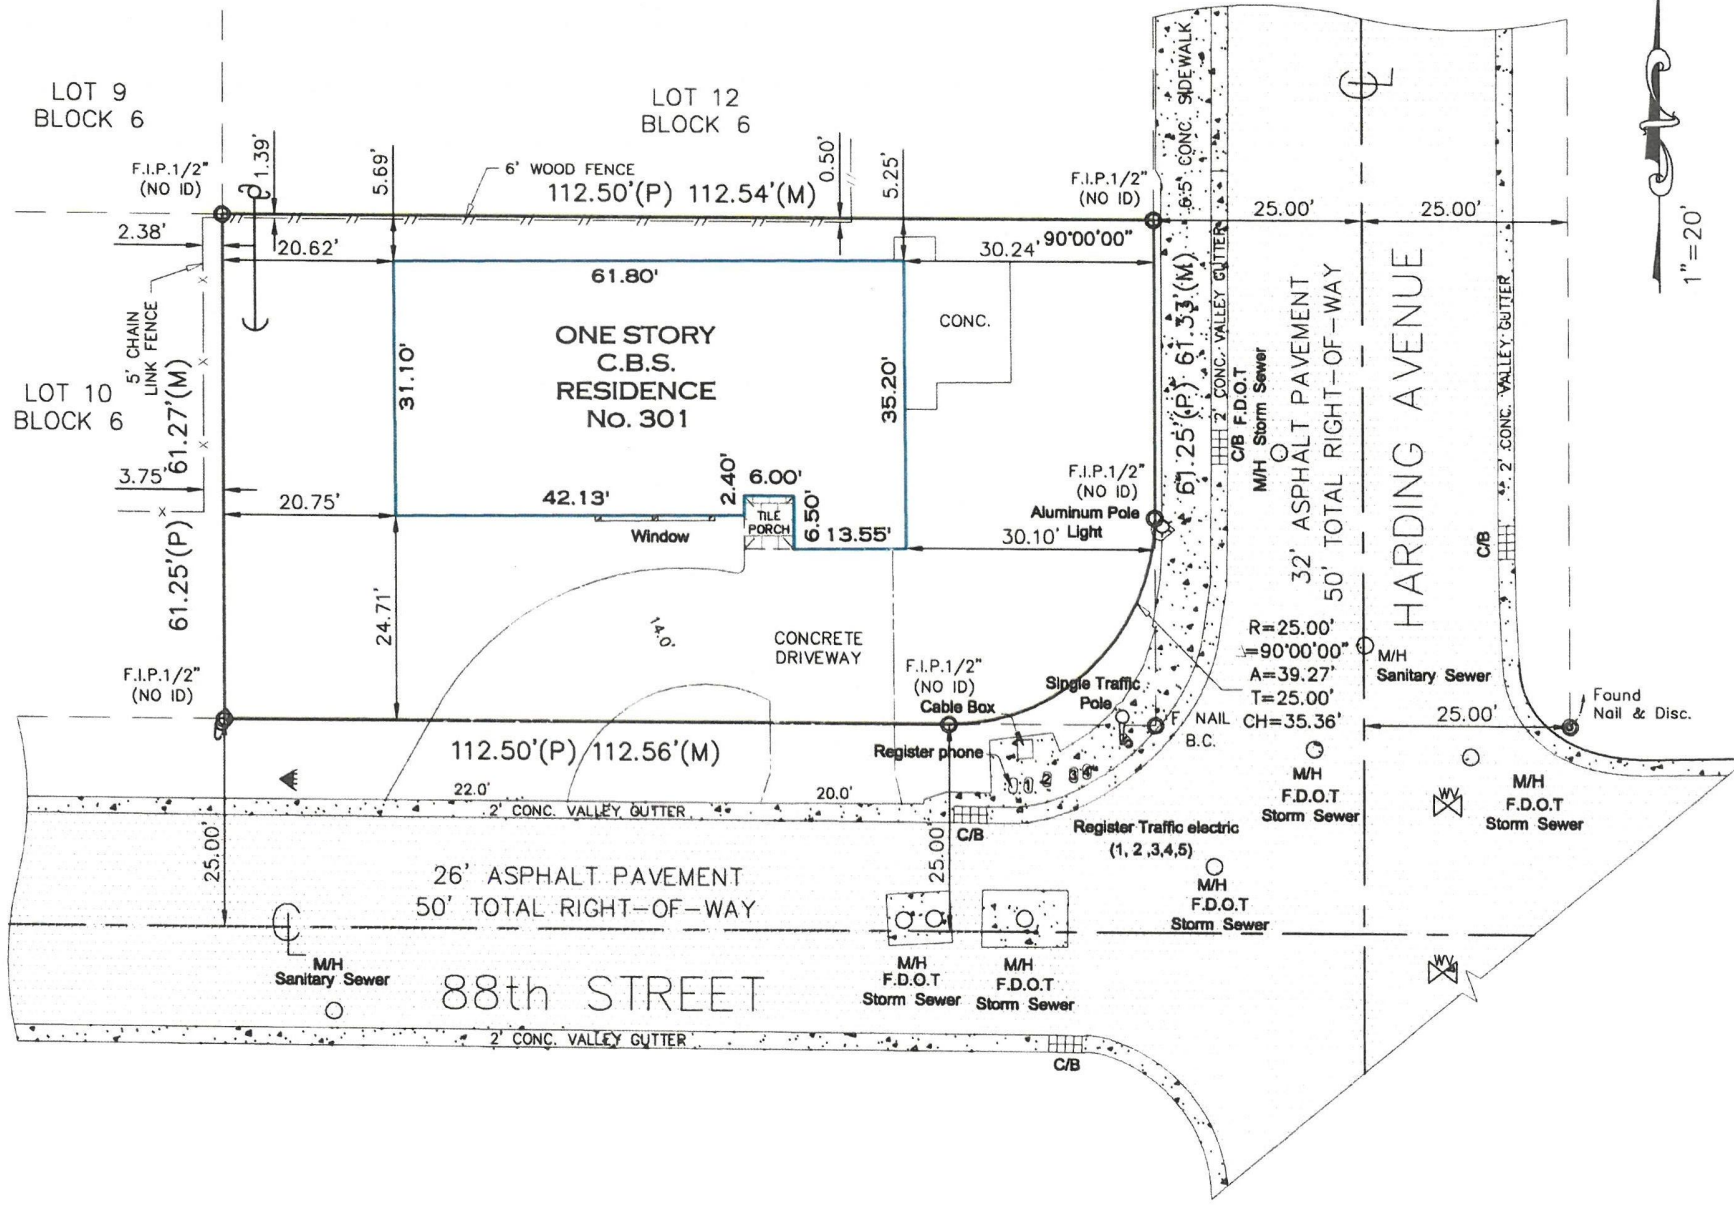 LOT 9
BLOCK 6
LOT 12
BLOCK 6
F.I.P.1/2"
(NO ID)
1.39'
5.69'
6' WOOD FENCE
112.50'(P) 112.54'(M)
0.50'
5.25'
F.I.P.1/2"
(NO ID)
5.5' CONC. SIDEWALK
25.00'
25.00'
1"=20'
2.38'
20.62'
61.80'
30.24'
90°00'00"
5' CHAIN
LINK FENCE
61.25'(P) 61.27'(M)
LOT 10
BLOCK 6
31.10'
ONE STORY
C.B.S.
RESIDENCE
No. 301
35.20'
CONC.
61.25'(P) 61.33'(M)
2' CONC. VALLEY GUTTER
C/B F.D.O.T
M/H Storm Sewer
32' ASPHALT PAVEMENT
50' TOTAL RIGHT-OF-WAY
HARDING AVENUE
2' CONC. VALLEY GUTTER
C/B
3.75'
20.75'
42.13'
2.40'
6.00'
TILE
PORCH
6.50'
13.55'
Window
30.10'
F.I.P.1/2"
(NO ID)
Aluminum Pole
Light
24.71'
14.0'
CONCRETE
DRIVEWAY
R=25.00'
=90°00'00"
A=39.27'
T=25.00'
CH=35.36'
M/H
Sanitary Sewer
F.I.P.1/2"
(NO ID)
F.I.P.1/2"
(NO ID)
Cable Box
Single Traffic
Pole
F NAIL
B.C.
25.00'
Found
Nail & Disc.
112.50'(P) 112.56'(M)
Register phone
1 2 3 4
M/H
F.D.O.T
Storm Sewer
M/H
F.D.O.T
Storm Sewer
WV
22.0'
20.0'
2' CONC. VALLEY GUTTER
C/B
Register Traffic electric
(1, 2 ,3,4,5)
25.00'
25.00'
26' ASPHALT PAVEMENT
50' TOTAL RIGHT-OF-WAY
M/H
F.D.O.T
Storm Sewer
M/H
Sanitary Sewer
88th STREET
M/H
F.D.O.T
Storm Sewer
M/H
F.D.O.T
Storm Sewer
WV
2' CONC. VALLEY GUTTER
C/B